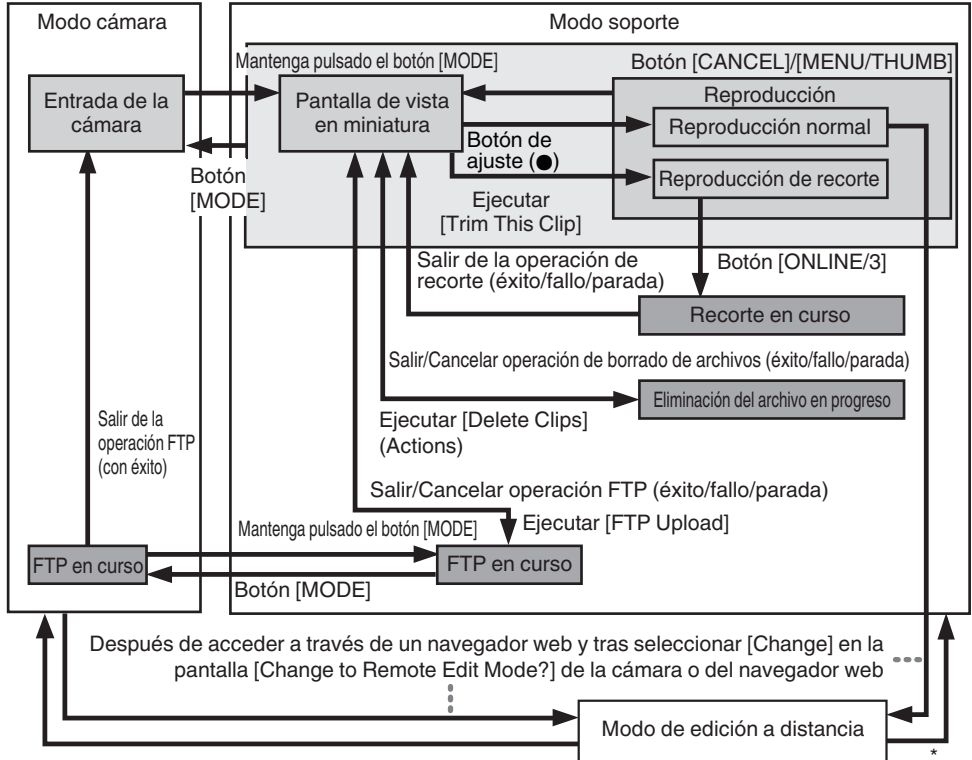 Modo cámara
Modo soporte
Mantenga pulsado el botón [MODE]
Botón [CANCEL]/[MENU/THUMB]
Entrada de la
cámara
Pantalla de vista
en miniatura
Reproducción
Reproducción normal
Botón de
ajuste (●)
Reproducción de recorte
Botón
[MODE]
Ejecutar
[Trim This Clip]
Salir de la operación de
recorte (éxito/fallo/parada)
Botón [ONLINE/3]
Recorte en curso
Salir/Cancelar operación de borrado de archivos (éxito/fallo/parada)
Eliminación del archivo en progreso
Ejecutar [Delete Clips]
(Actions)
Salir de la
operación FTP
(con éxito)
Salir/Cancelar operación FTP (éxito/fallo/parada)
Ejecutar [FTP Upload]
Mantenga pulsado el botón [MODE]
FTP en curso
FTP en curso
Botón [MODE]
Después de acceder a través de un navegador web y tras seleccionar [Change] en la
pantalla [Change to Remote Edit Mode?] de la cámara o del navegador web
Modo de edición a distancia
*